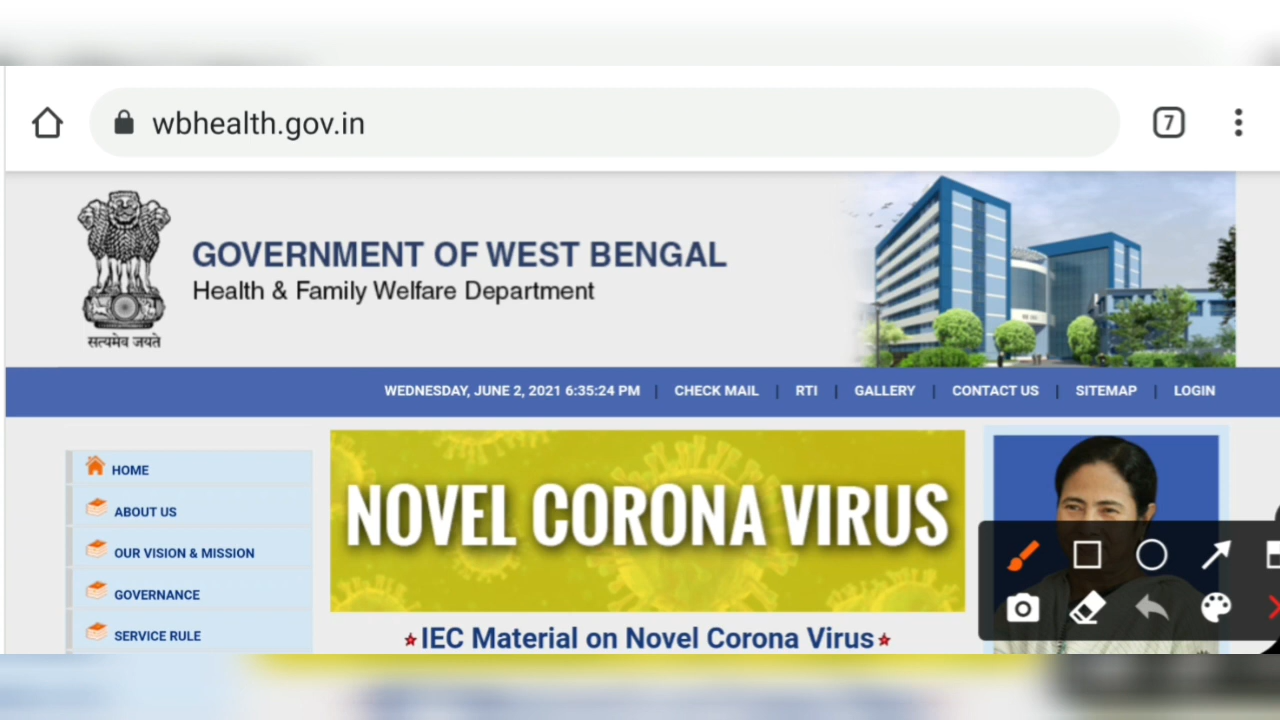 wbhealth.gov.in
7
GOVERNMENT OF WEST BENGAL
Health & Family Welfare Department
सत्यमेव जयते
WEDNESDAY, JUNE 2, 2021 6:35:24 PM | CHECK MAIL | RTI | GALLERY | CONTACT US | SITEMAP | LOGIN
HOME
ABOUT US
OUR VISION & MISSION
GOVERNANCE
SERVICE RULE
NOVEL CORONA VIRUS
IEC Material on Novel Corona Virus